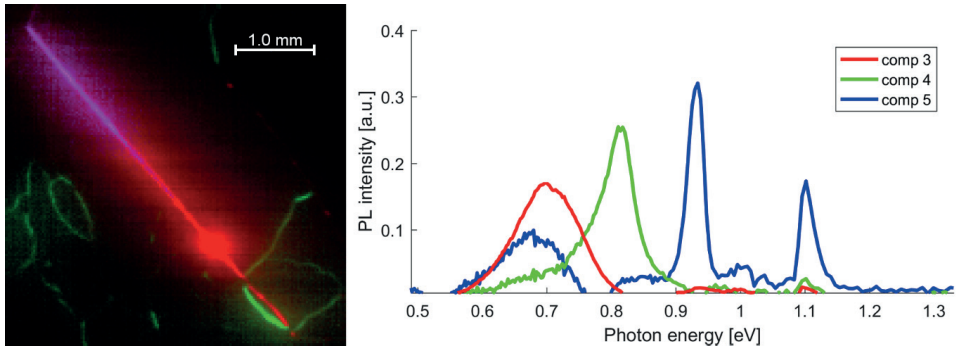 1.0 mm
PL intensity [a.u.]
0.4
0.3
0.2
0.1
comp 3
comp 4
comp 5
0.5 0.6 0.7 0.8 0.9 1.0 1.1 1.2 1.3
Photon energy [eV]